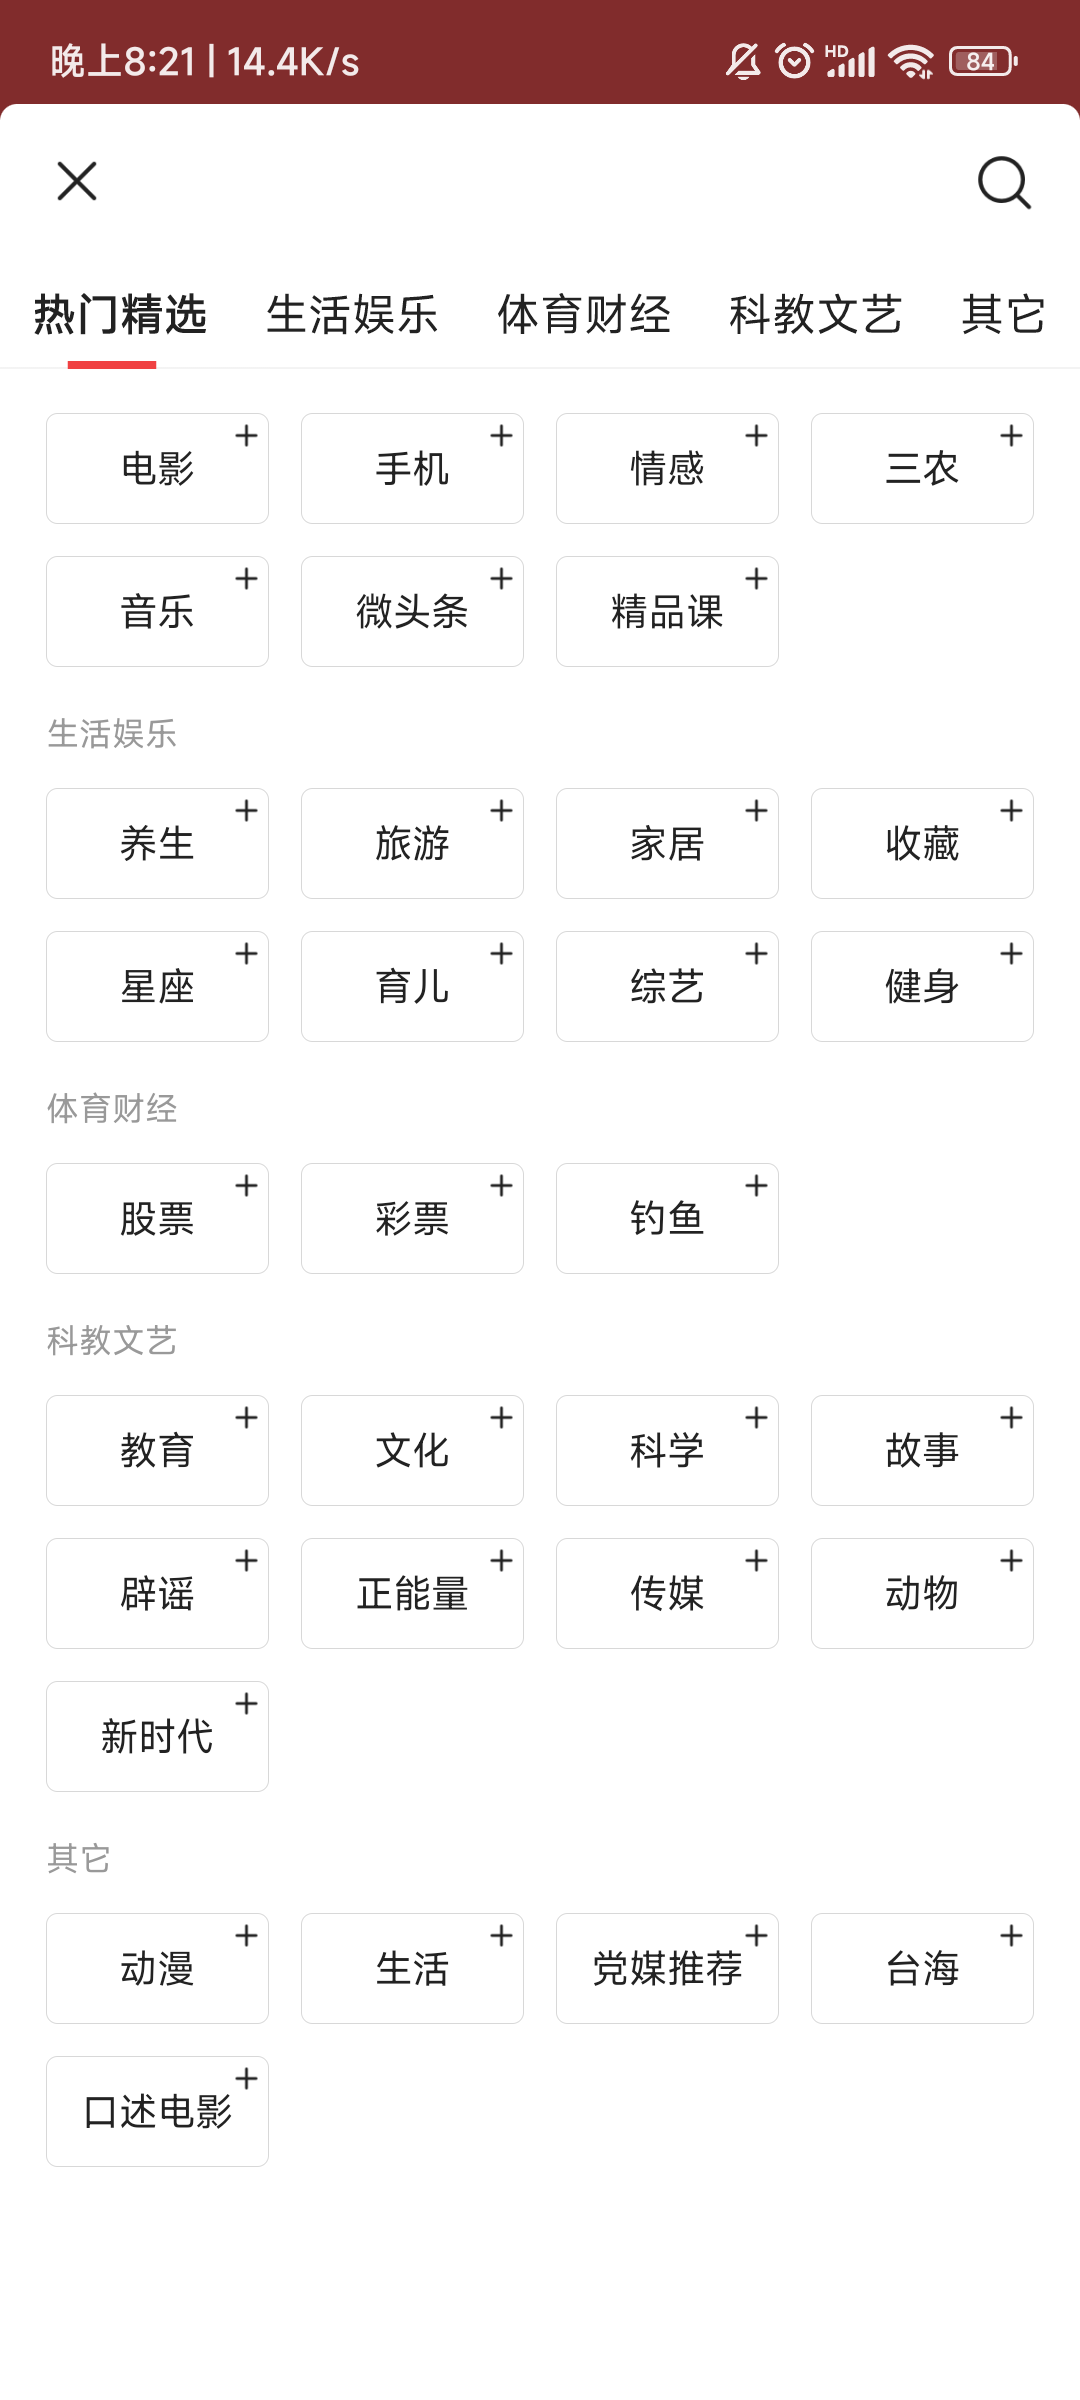 晚上8:21 | 14.4K/s HD 84
热门精选 生活娱乐 体育财经 科教文艺 其它
电影 手机 情感 三农
音乐 微头条 精品课
生活娱乐
养生 旅游 家居 收藏
星座 育儿 综艺 健身
体育财经
股票 彩票 钓鱼
科教文艺
教育 文化 科学 故事
辟谣 正能量 传媒 动物
新时代
其它
动漫 生活 党媒推荐 台海
口述电影